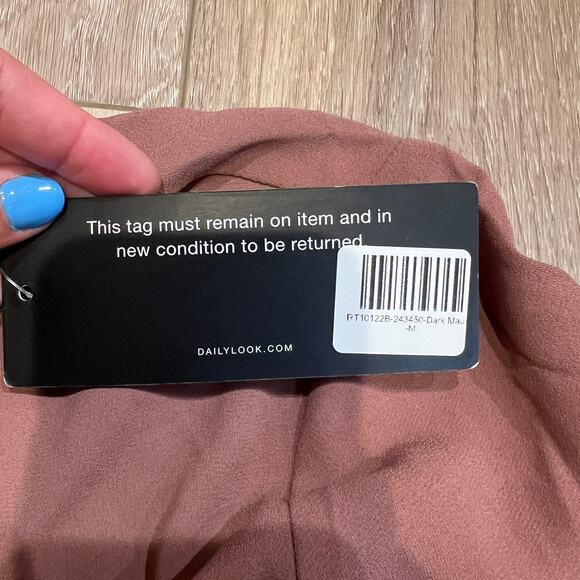 This tag must remain on item and in
new condition to be returned.
RT10122B-243450-Dark Mau
-M
DAILYLOOK.COM